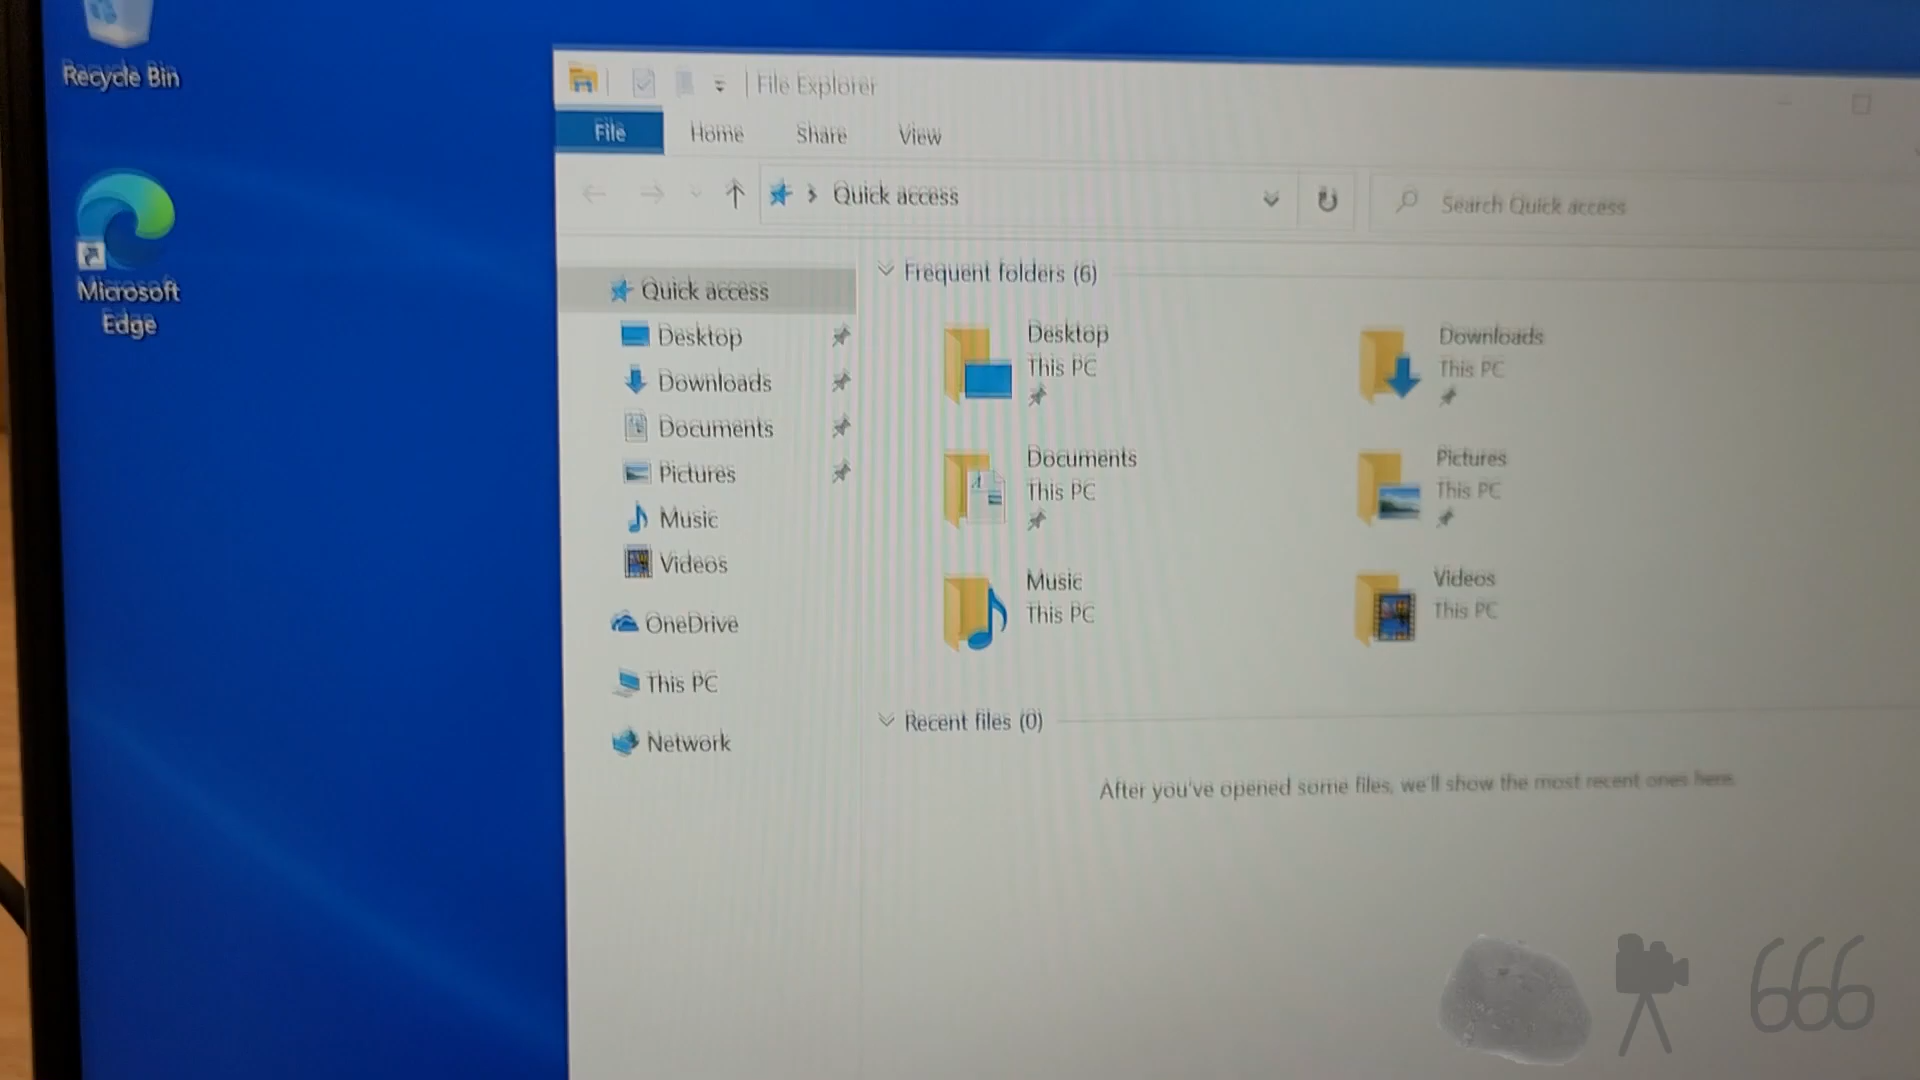 Recycle Bin
Microsoft
Edge
File Explorer
File Home Share View
Quick access
Search Quick access
Quick access
Desktop
Downloads
Documents
Pictures
Music
Videos
OneDrive
This PC
Network
Frequent folders (6)
Desktop
This PC
Downloads
This PC
Documents
This PC
Pictures
This PC
Music
This PC
Videos
This PC
Recent files (0)
After you've opened some files, we'll show the most recent ones here.
666